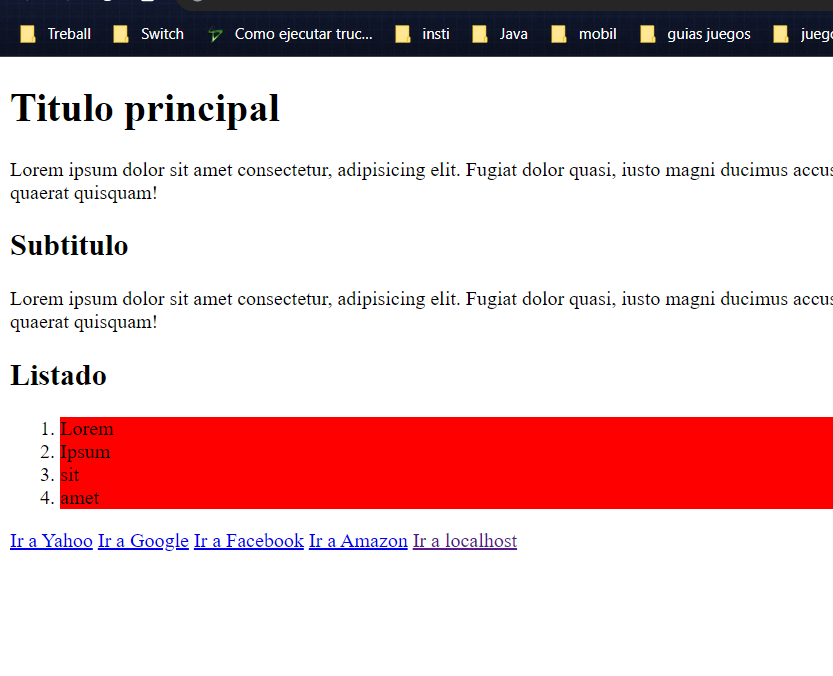 Treball Switch Como ejecutar truc... insti Java mobil guias juegos
Titulo principal
Lorem ipsum dolor sit amet consectetur, adipisicing elit. Fugiat dolor quasi, iusto magni ducimus
quaerat quisquam!
Subtitulo
Lorem ipsum dolor sit amet consectetur, adipisicing elit. Fugiat dolor quasi, iusto magni ducimus
quaerat quisquam!
Listado
1. Lorem
2. Ipsum
3. sit
4. amet
Ir a Yahoo Ir a Google Ir a Facebook Ir a Amazon Ir a localhost